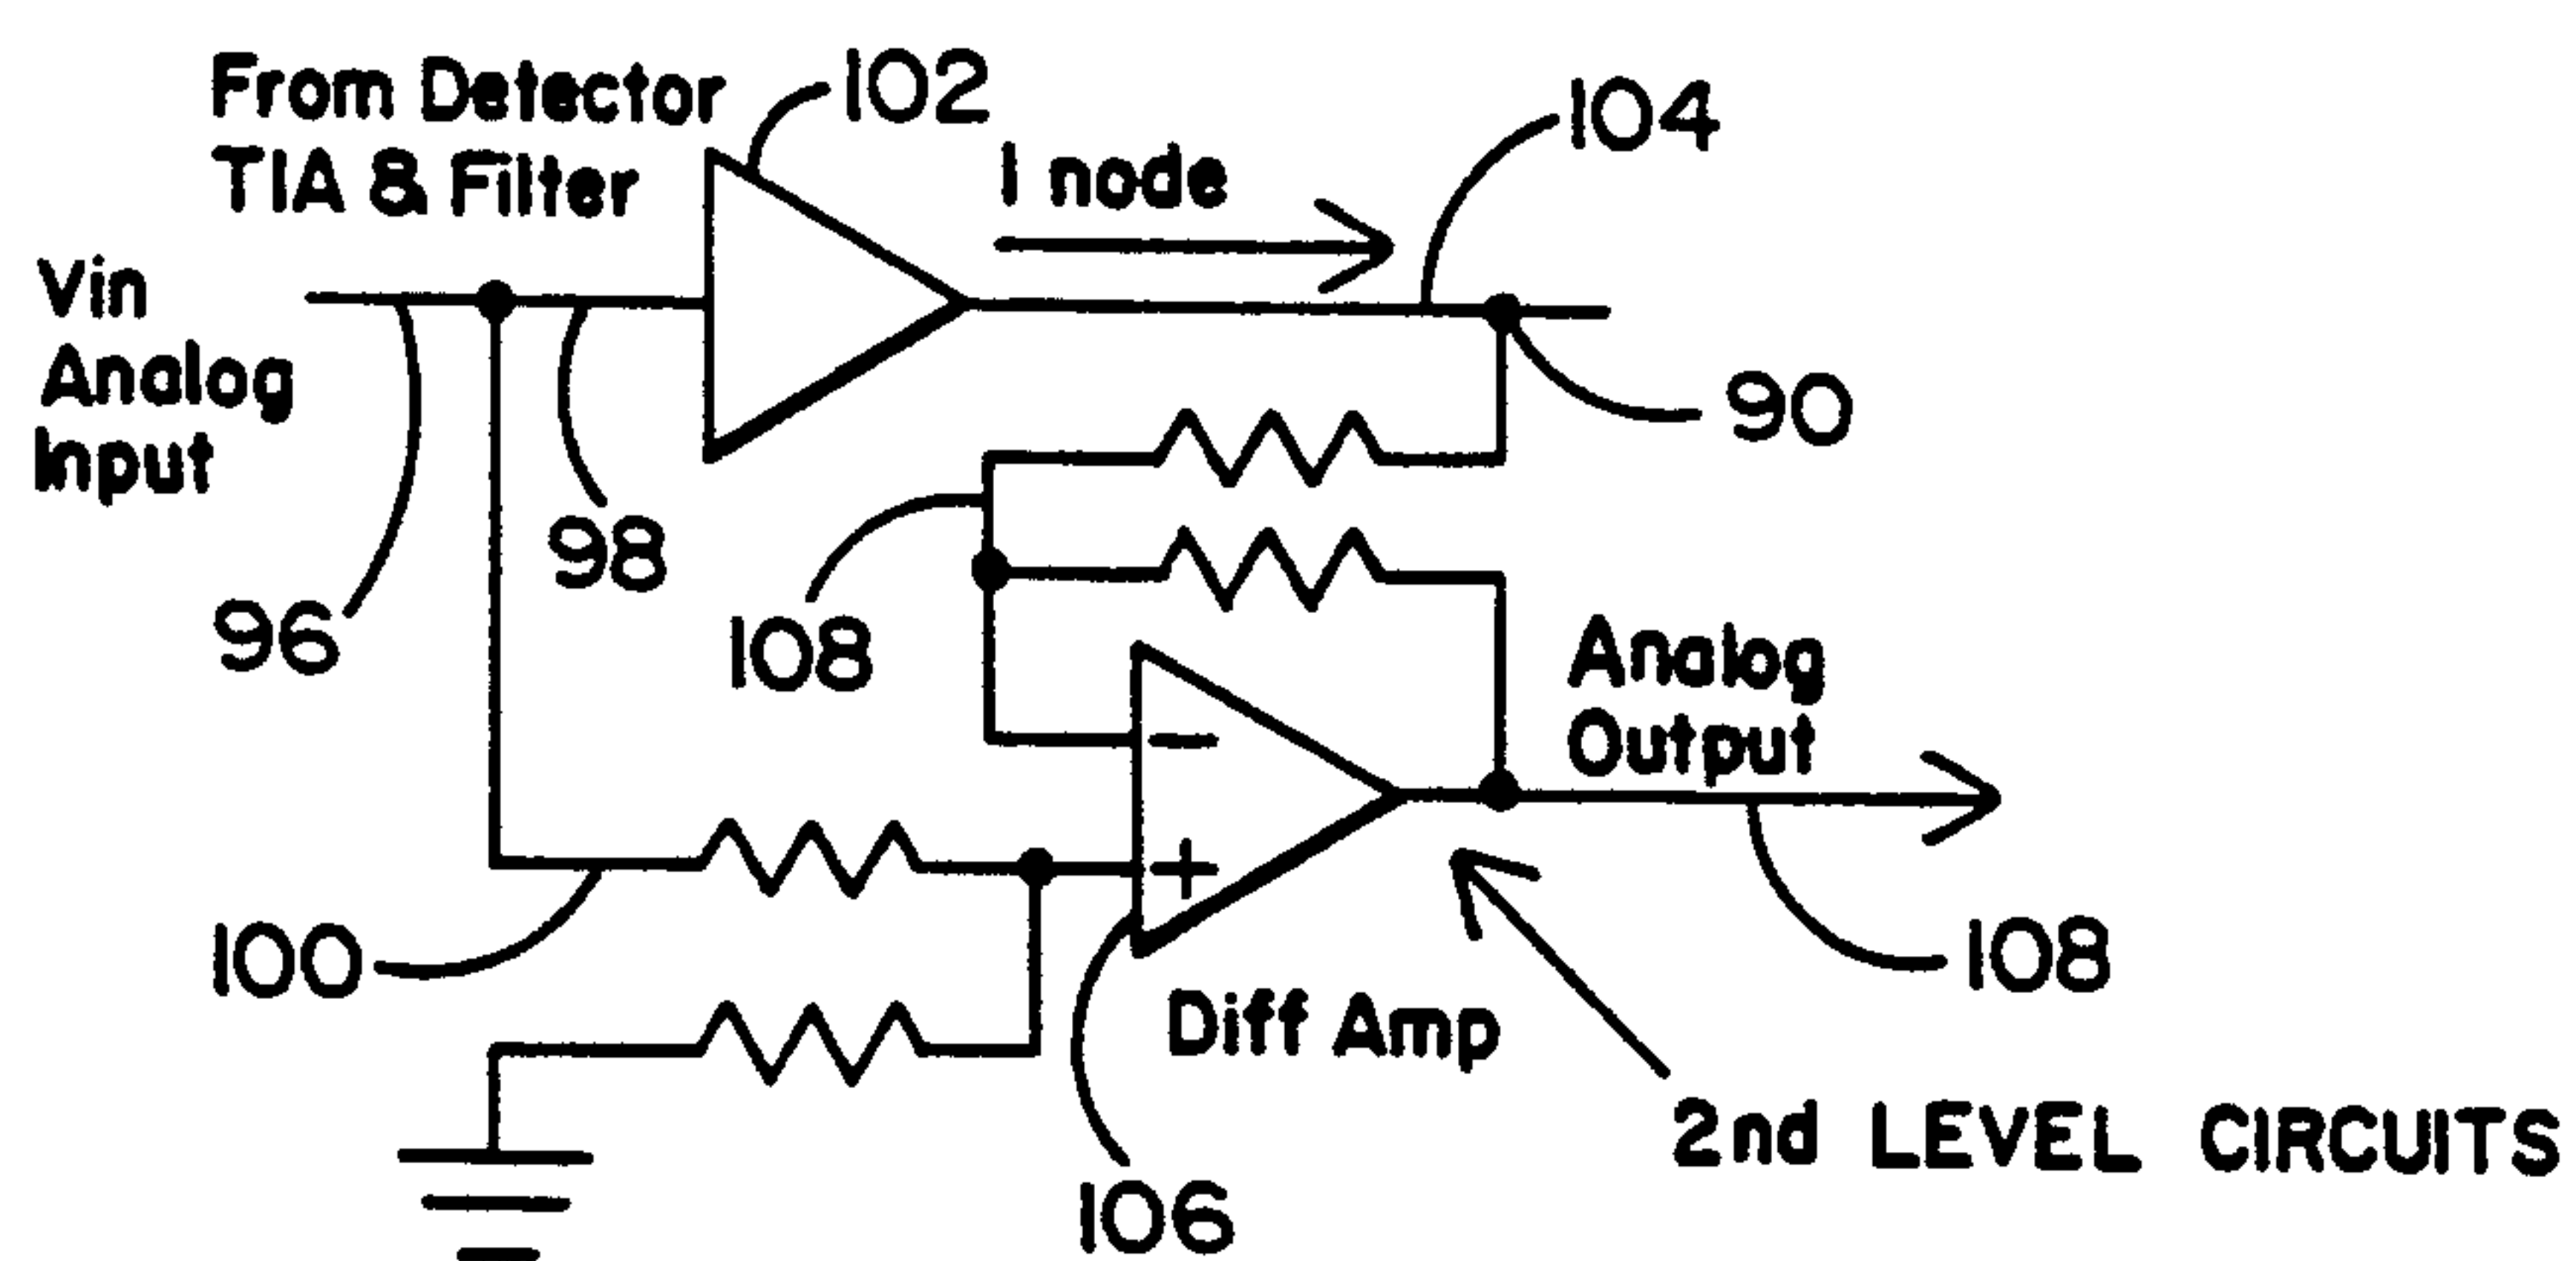 From Detector
TIA & Filter
102
I node
104
Vin
Analog
Input
90
98
96
108
Analog
Output
−
+
100
108
Diff Amp
2nd LEVEL CIRCUITS
106